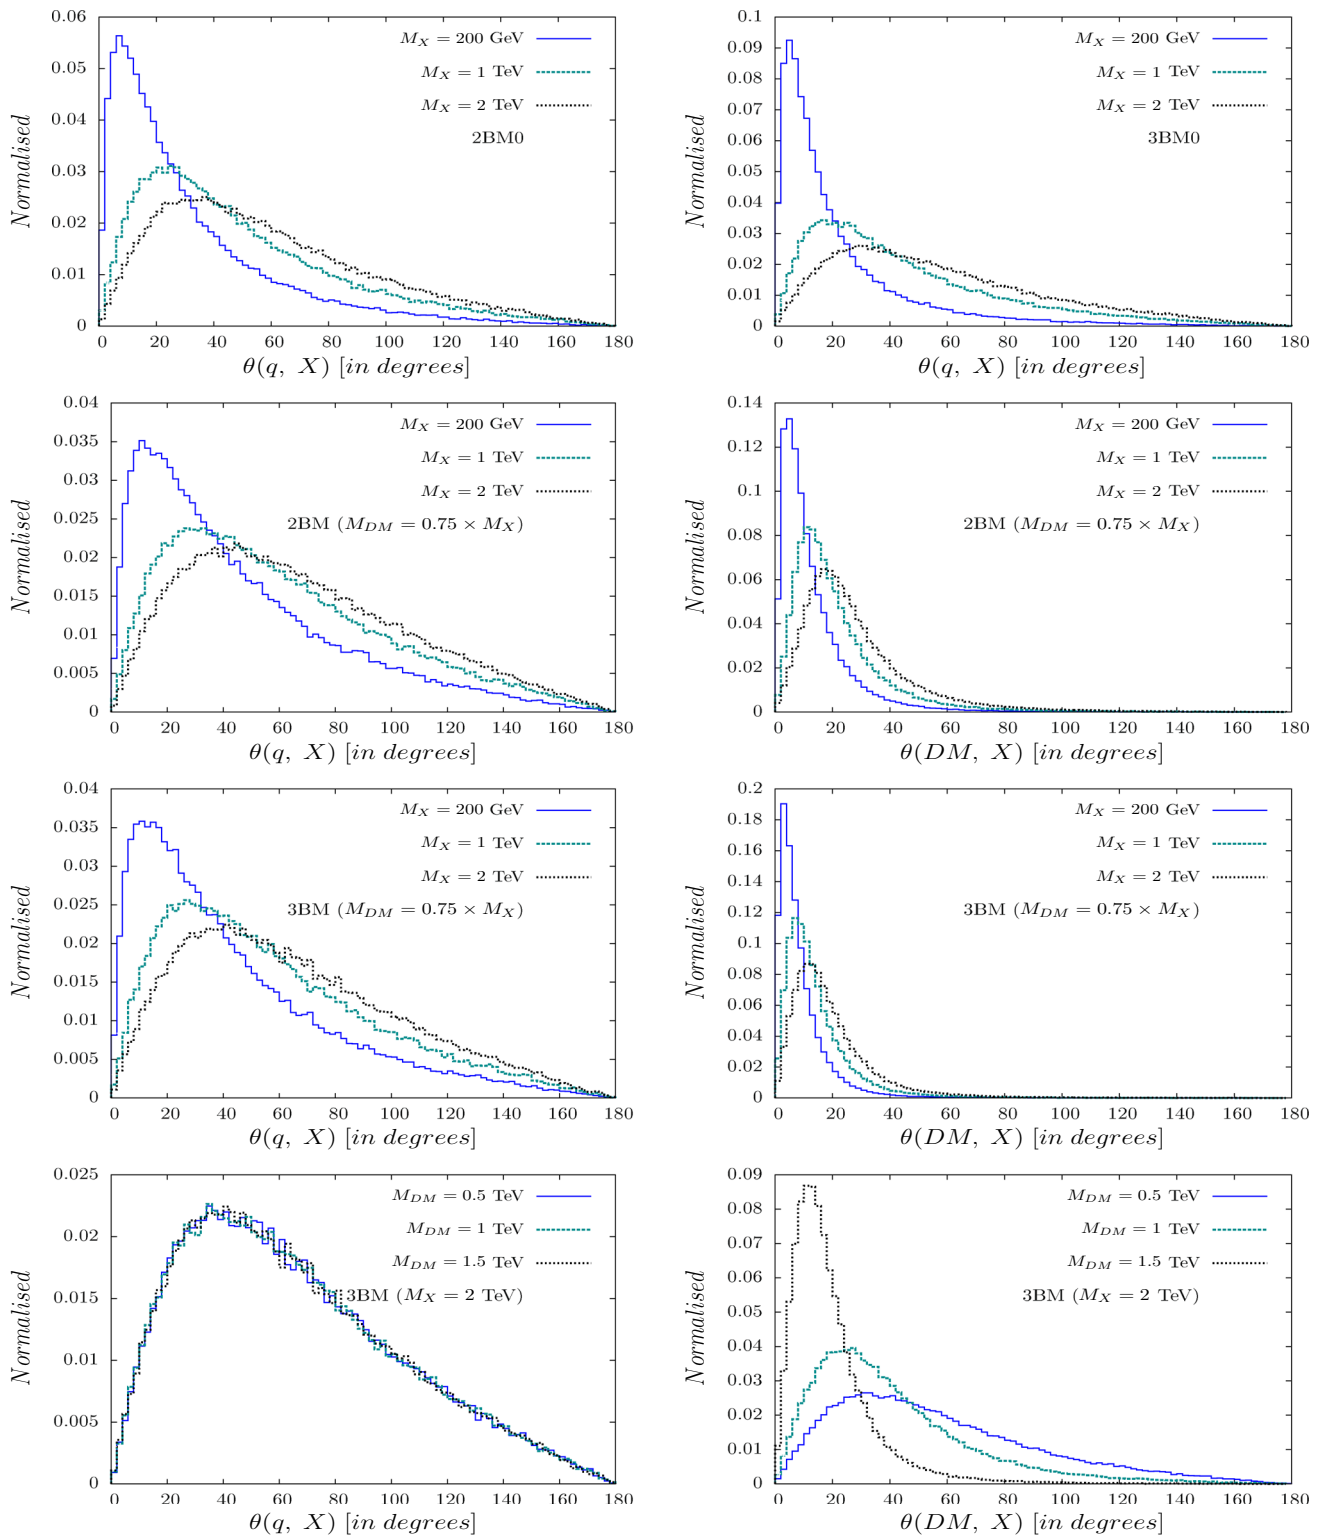 0.06
0.05
0.04
0.03
0.02
0.01
0
Normalised
M_X = 200 GeV
M_X = 1 TeV
M_X = 2 TeV
2BM0
0 20 40 60 80 100 120 140 160 180
θ(q, X) [in degrees]
0.1
0.09
0.08
0.07
0.06
0.05
0.04
0.03
0.02
0.01
0
Normalised
M_X = 200 GeV
M_X = 1 TeV
M_X = 2 TeV
3BM0
0 20 40 60 80 100 120 140 160 180
θ(q, X) [in degrees]
0.04
0.035
0.03
0.025
0.02
0.015
0.01
0.005
0
Normalised
M_X = 200 GeV
M_X = 1 TeV
M_X = 2 TeV
2BM (M_DM = 0.75 × M_X)
0 20 40 60 80 100 120 140 160 180
θ(q, X) [in degrees]
0.14
0.12
0.1
0.08
0.06
0.04
0.02
0
Normalised
M_X = 200 GeV
M_X = 1 TeV
M_X = 2 TeV
2BM (M_DM = 0.75 × M_X)
0 20 40 60 80 100 120 140 160 180
θ(DM, X) [in degrees]
0.04
0.035
0.03
0.025
0.02
0.015
0.01
0.005
0
Normalised
M_X = 200 GeV
M_X = 1 TeV
M_X = 2 TeV
3BM (M_DM = 0.75 × M_X)
0 20 40 60 80 100 120 140 160 180
θ(q, X) [in degrees]
0.2
0.18
0.16
0.14
0.12
0.1
0.08
0.06
0.04
0.02
0
Normalised
M_X = 200 GeV
M_X = 1 TeV
M_X = 2 TeV
3BM (M_DM = 0.75 × M_X)
0 20 40 60 80 100 120 140 160 180
θ(DM, X) [in degrees]
0.025
0.02
0.015
0.01
0.005
0
Normalised
M_DM = 0.5 TeV
M_DM = 1 TeV
M_DM = 1.5 TeV
3BM (M_X = 2 TeV)
0 20 40 60 80 100 120 140 160 180
θ(q, X) [in degrees]
0.09
0.08
0.07
0.06
0.05
0.04
0.03
0.02
0.01
0
Normalised
M_DM = 0.5 TeV
M_DM = 1 TeV
M_DM = 1.5 TeV
3BM (M_X = 2 TeV)
0 20 40 60 80 100 120 140 160 180
θ(DM, X) [in degrees]